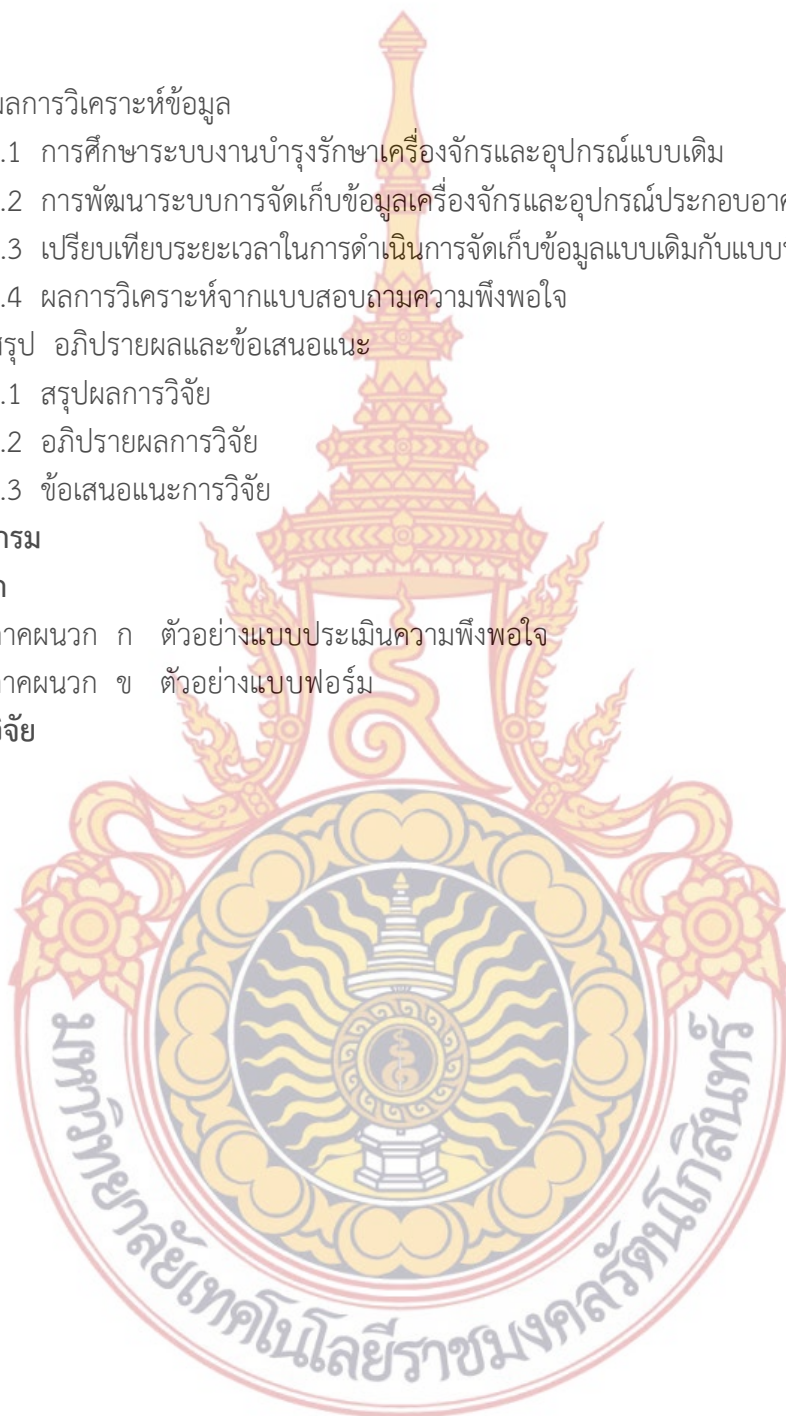 ผลการวิเคราะห์ข้อมูล
.1 การศึกษาระบบงานบำรุงรักษาเครื่องจักรและอุปกรณ์แบบเดิม
.2 การพัฒนาระบบการจัดเก็บข้อมูลเครื่องจักรและอุปกรณ์ประกอบอาค
.3 เปรียบเทียบระยะเวลาในการดำเนินการจัดเก็บข้อมูลแบบเดิมกับแบบ
.4 ผลการวิเคราะห์จากแบบสอบถามความพึงพอใจ
สรุป อภิปรายผลและข้อเสนอแนะ
.1 สรุปผลการวิจัย
.2 อภิปรายผลการวิจัย
.3 ข้อเสนอแนะการวิจัย
กรม
ก
าคผนวก ก ตัวอย่างแบบประเมินความพึงพอใจ
าคผนวก ข ตัวอย่างแบบฟอร์ม
วิจัย
มหาวิทยาลัยเทคโนโลยีราชมงคลรัตนโกสินทร์